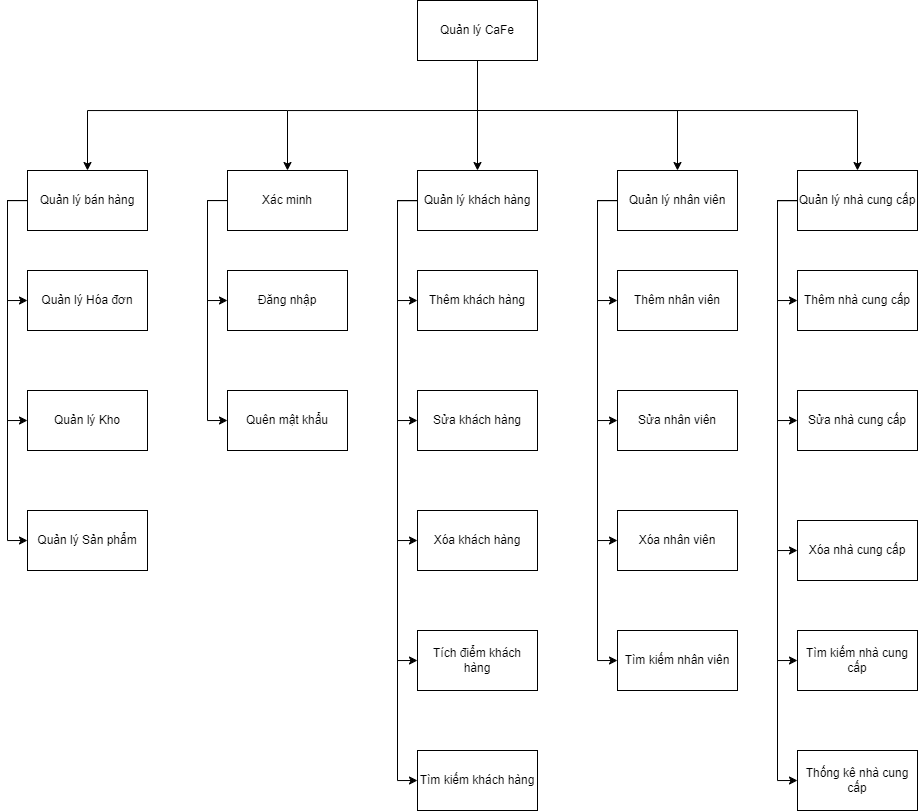 Quản lý CaFe
Quản lý bán hàng
Xác minh
Quản lý khách hàng
Quản lý nhân viên
Quản lý nhà cung cấp
Quản lý Hóa đơn
Đăng nhập
Thêm khách hàng
Thêm nhân viên
Thêm nhà cung cấp
Quản lý Kho
Quên mật khẩu
Sửa khách hàng
Sửa nhân viên
Sửa nhà cung cấp
Quản lý Sản phẩm
Xóa khách hàng
Xóa nhân viên
Xóa nhà cung cấp
Tích điểm khách
hàng
Tìm kiếm nhân viên
Tìm kiếm nhà cung
cấp
Tìm kiếm khách hàng
Thống kê nhà cung
cấp